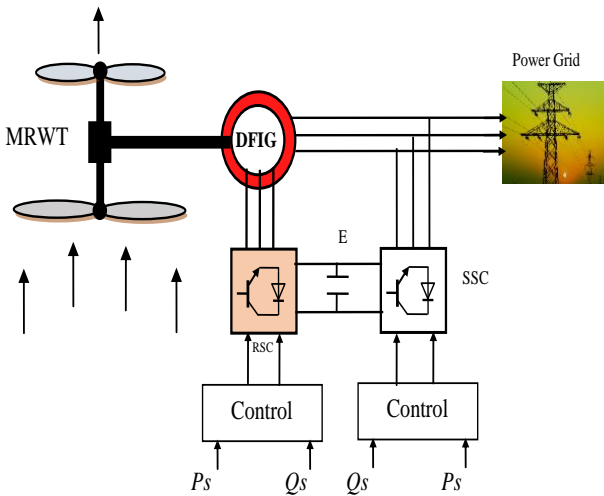 Power Grid
MRWT
DFIG
E
SSC
RSC
Control
Control
Ps
Qs
Qs
Ps